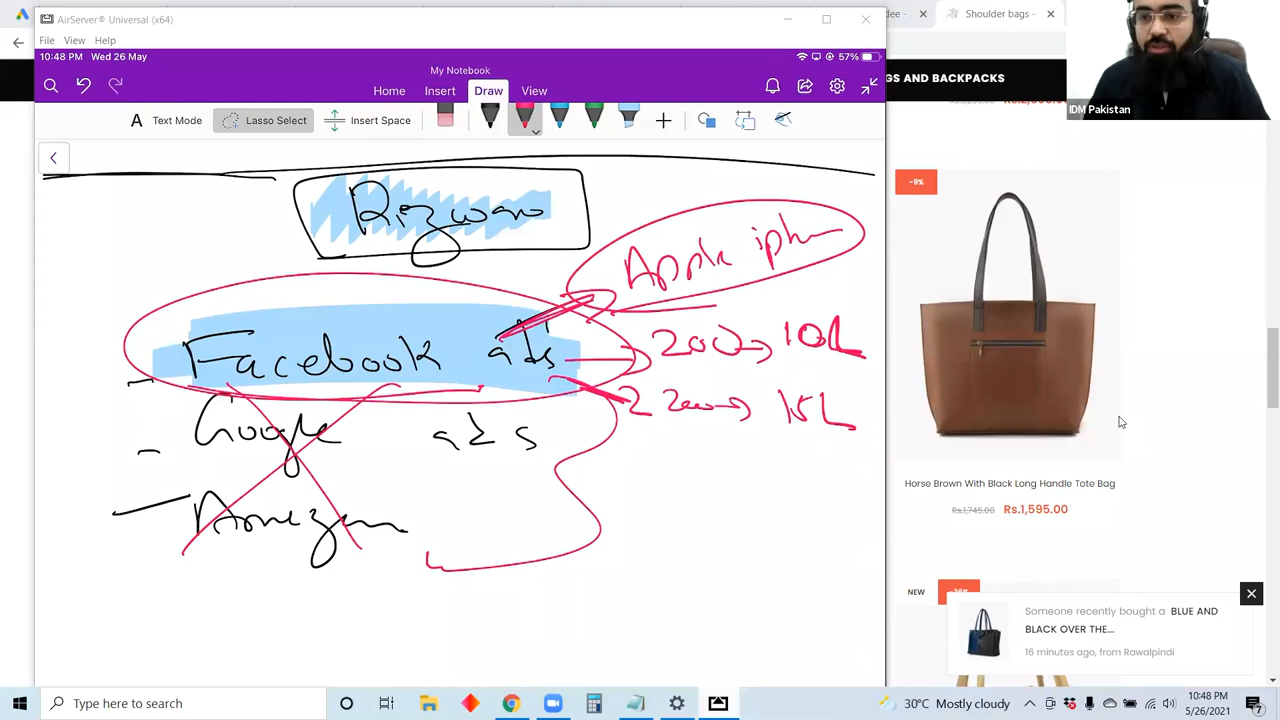 AirServer® Universal (x64)
File View Help
10:48 PM Wed 26 May
57%
My Notebook
Home Insert Draw View
A Text Mode Lasso Select Insert Space
Rizwan
Apple iph
Facebook ads
200 → 10L
Google ads
Amazon
Shoulder bags -
GS AND BACKPACKS
IDM Pakistan
-9%
Horse Brown With Black Long Handle Tote Bag
Rs.1,745.00 Rs.1,595.00
NEW
Someone recently bought a BLUE AND
BLACK OVER THE...
16 minutes ago, from Rawalpindi
Type here to search
30°C Mostly cloudy
10:48 PM
5/26/2021
7